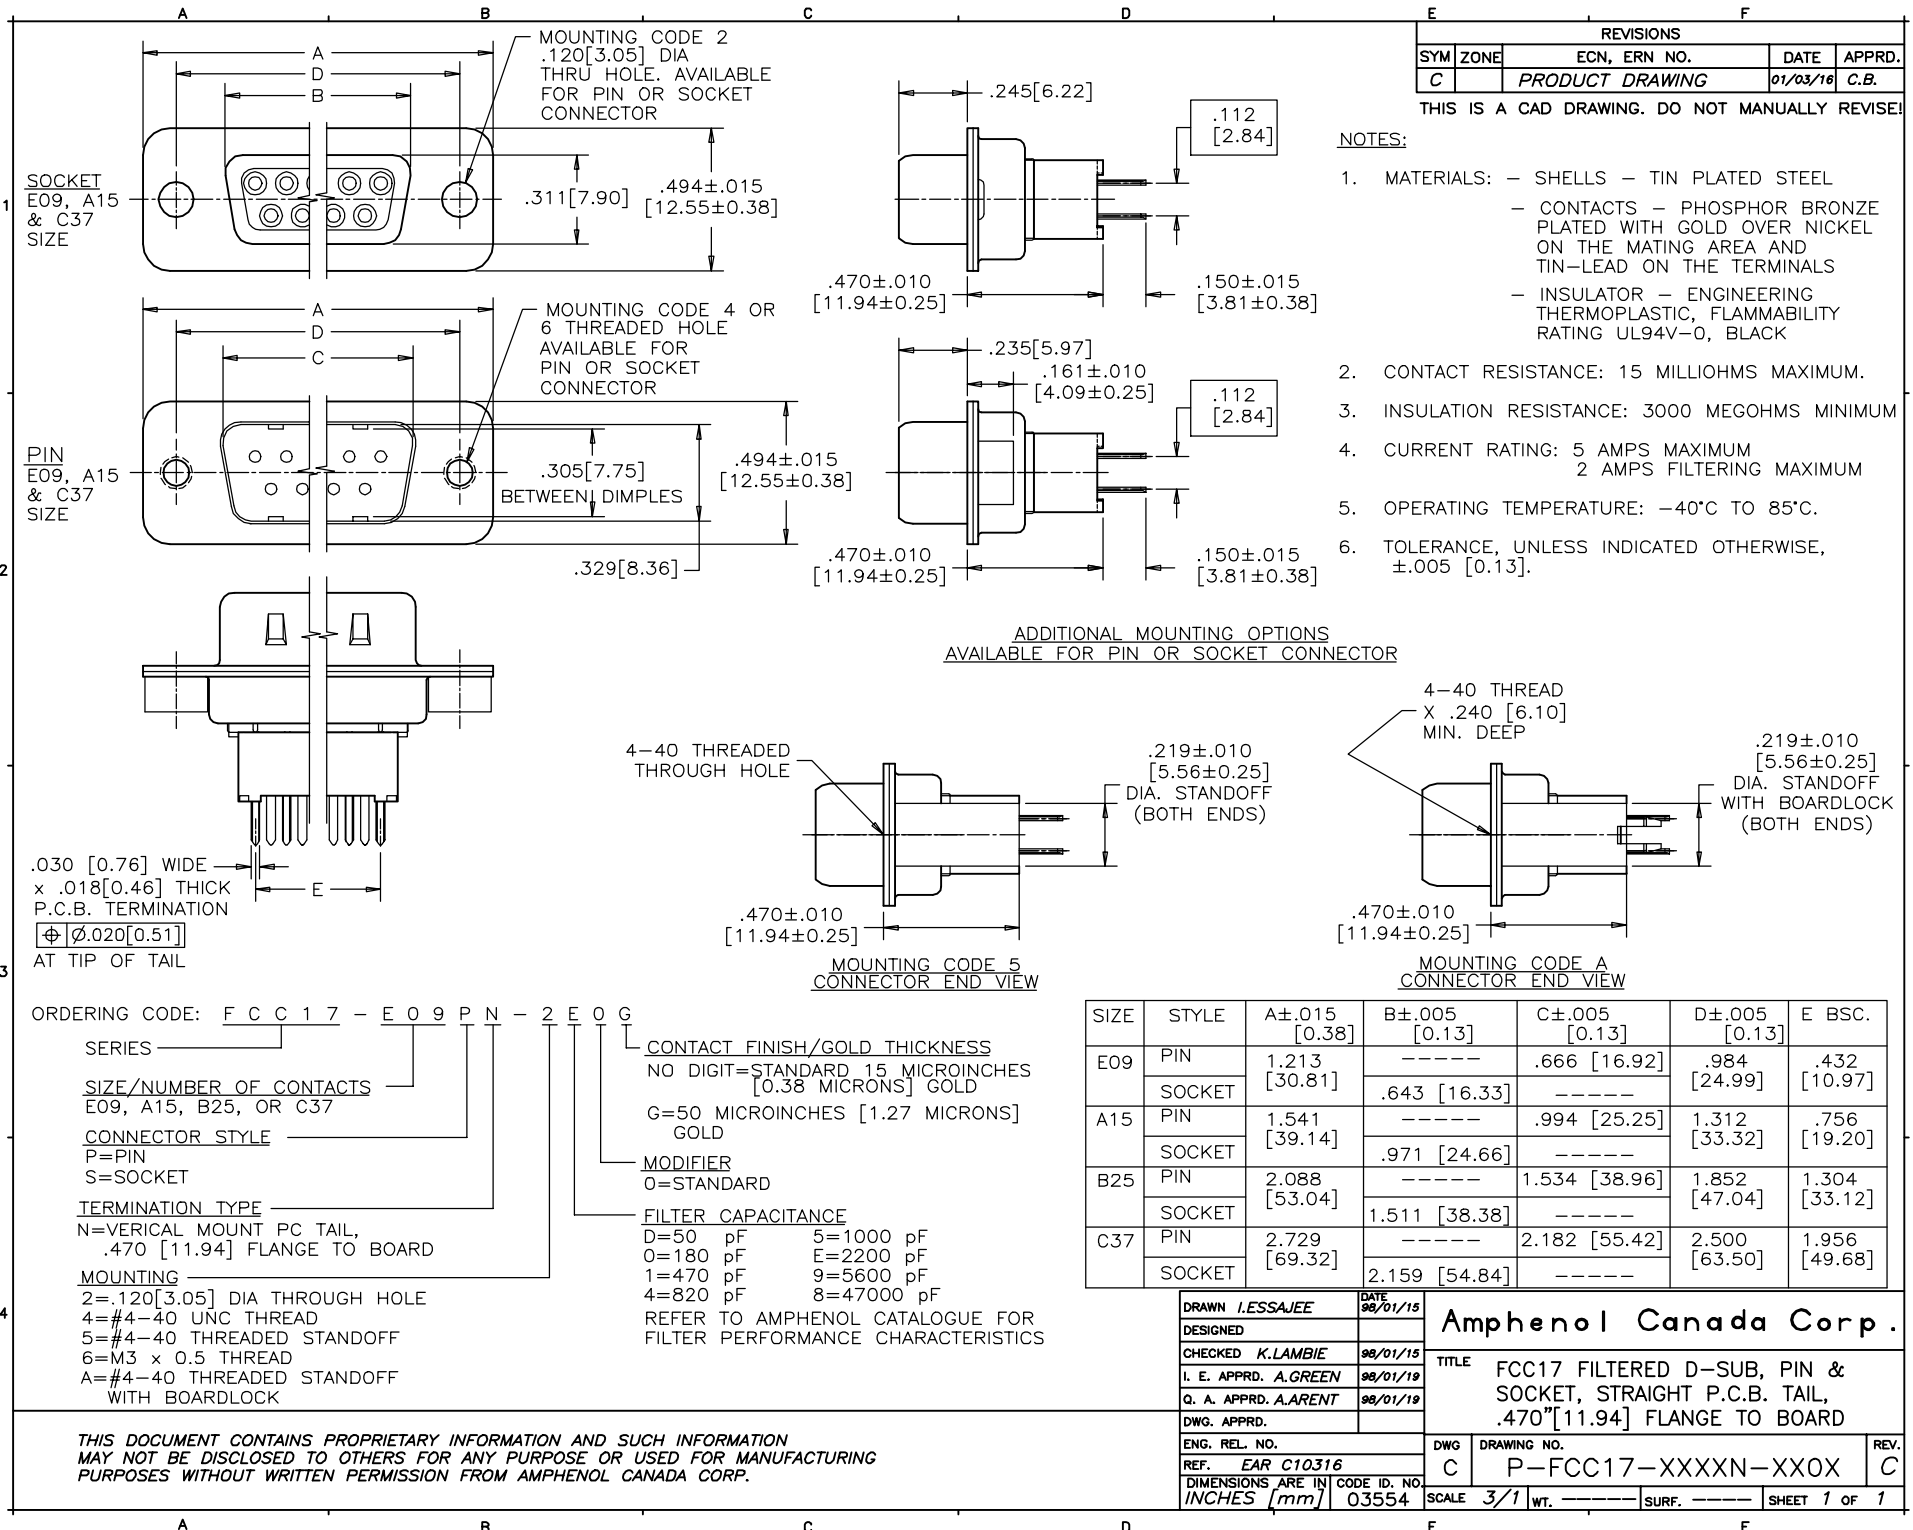 A B C D E F
REVISIONS
SYM ZONE ECN, ERN NO. DATE APPRD.
C PRODUCT DRAWING 01/03/16 C.B.
THIS IS A CAD DRAWING. DO NOT MANUALLY REVISE!
A
D
B
MOUNTING CODE 2
.120[3.05] DIA
THRU HOLE. AVAILABLE
FOR PIN OR SOCKET
CONNECTOR
SOCKET
E09, A15
& C37
SIZE
1
.311[7.90]
.494±.015
[12.55±0.38]
.245[6.22]
.112
[2.84]
.470±.010
[11.94±0.25]
.150±.015
[3.81±0.38]
NOTES:
1. MATERIALS: – SHELLS – TIN PLATED STEEL
– CONTACTS – PHOSPHOR BRONZE
PLATED WITH GOLD OVER NICKEL
ON THE MATING AREA AND
TIN–LEAD ON THE TERMINALS
– INSULATOR – ENGINEERING
THERMOPLASTIC, FLAMMABILITY
RATING UL94V–0, BLACK
2. CONTACT RESISTANCE: 15 MILLIOHMS MAXIMUM.
3. INSULATION RESISTANCE: 3000 MEGOHMS MINIMUM
4. CURRENT RATING: 5 AMPS MAXIMUM
2 AMPS FILTERING MAXIMUM
5. OPERATING TEMPERATURE: –40°C TO 85°C.
6. TOLERANCE, UNLESS INDICATED OTHERWISE,
±.005 [0.13].
A
D
C
MOUNTING CODE 4 OR
6 THREADED HOLE
AVAILABLE FOR
PIN OR SOCKET
CONNECTOR
PIN
E09, A15
& C37
SIZE
.305[7.75]
BETWEEN DIMPLES
.494±.015
[12.55±0.38]
.329[8.36]
.235[5.97]
.161±.010
[4.09±0.25]
.112
[2.84]
.470±.010
[11.94±0.25]
.150±.015
[3.81±0.38]
2
ADDITIONAL MOUNTING OPTIONS
AVAILABLE FOR PIN OR SOCKET CONNECTOR
4–40 THREADED
THROUGH HOLE
.219±.010
[5.56±0.25]
DIA. STANDOFF
(BOTH ENDS)
.470±.010
[11.94±0.25]
MOUNTING CODE 5
CONNECTOR END VIEW
4–40 THREAD
X .240 [6.10]
MIN. DEEP
.219±.010
[5.56±0.25]
DIA. STANDOFF
WITH BOARDLOCK
(BOTH ENDS)
.470±.010
[11.94±0.25]
MOUNTING CODE A
CONNECTOR END VIEW
.030 [0.76] WIDE
x .018[0.46] THICK
P.C.B. TERMINATION
⌖ Ø.020[0.51]
AT TIP OF TAIL
E
3
ORDERING CODE: F C C 1 7 – E 0 9 P N – 2 E 0 G
SERIES
SIZE/NUMBER OF CONTACTS
E09, A15, B25, OR C37
CONNECTOR STYLE
P=PIN
S=SOCKET
TERMINATION TYPE
N=VERICAL MOUNT PC TAIL,
.470 [11.94] FLANGE TO BOARD
MOUNTING
2=.120[3.05] DIA THROUGH HOLE
4=#4–40 UNC THREAD
5=#4–40 THREADED STANDOFF
6=M3 x 0.5 THREAD
A=#4–40 THREADED STANDOFF
WITH BOARDLOCK
CONTACT FINISH/GOLD THICKNESS
NO DIGIT=STANDARD 15 MICROINCHES
[0.38 MICRONS] GOLD
G=50 MICROINCHES [1.27 MICRONS]
GOLD
MODIFIER
0=STANDARD
FILTER CAPACITANCE
D=50 pF 5=1000 pF
0=180 pF E=2200 pF
1=470 pF 9=5600 pF
4=820 pF 8=47000 pF
REFER TO AMPHENOL CATALOGUE FOR
FILTER PERFORMANCE CHARACTERISTICS
SIZE STYLE A±.015 [0.38] B±.005 [0.13] C±.005 [0.13] D±.005 [0.13] E BSC.
E09 PIN 1.213 [30.81] ----- .666 [16.92] .984 [24.99] .432 [10.97]
SOCKET .643 [16.33] -----
A15 PIN 1.541 [39.14] ----- .994 [25.25] 1.312 [33.32] .756 [19.20]
SOCKET .971 [24.66] -----
B25 PIN 2.088 [53.04] ----- 1.534 [38.96] 1.852 [47.04] 1.304 [33.12]
SOCKET 1.511 [38.38] -----
C37 PIN 2.729 [69.32] ----- 2.182 [55.42] 2.500 [63.50] 1.956 [49.68]
SOCKET 2.159 [54.84] -----
4
THIS DOCUMENT CONTAINS PROPRIETARY INFORMATION AND SUCH INFORMATION
MAY NOT BE DISCLOSED TO OTHERS FOR ANY PURPOSE OR USED FOR MANUFACTURING
PURPOSES WITHOUT WRITTEN PERMISSION FROM AMPHENOL CANADA CORP.
DRAWN I.ESSAJEE DATE 98/01/15
DESIGNED
CHECKED K.LAMBIE 98/01/15
I. E. APPRD. A.GREEN 98/01/19
Q. A. APPRD. A.ARENT 98/01/19
DWG. APPRD.
ENG. REL. NO.
REF. EAR C10316
DIMENSIONS ARE IN INCHES [mm] CODE ID. NO. 03554
Amphenol Canada Corp.
TITLE FCC17 FILTERED D–SUB, PIN &
SOCKET, STRAIGHT P.C.B. TAIL,
.470"[11.94] FLANGE TO BOARD
DWG C DRAWING NO. P–FCC17–XXXXN–XX0X REV. C
SCALE 3/1 WT. ----- SURF. ---- SHEET 1 OF 1
A B C D E F